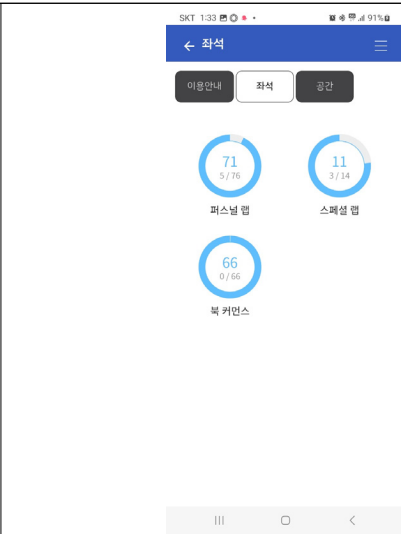 SKT 1:33 91%
← 좌석
이용안내 좌석 공간
71
5 / 76
퍼스널 랩
11
3 / 14
스페셜 랩
66
0 / 66
북 커먼스